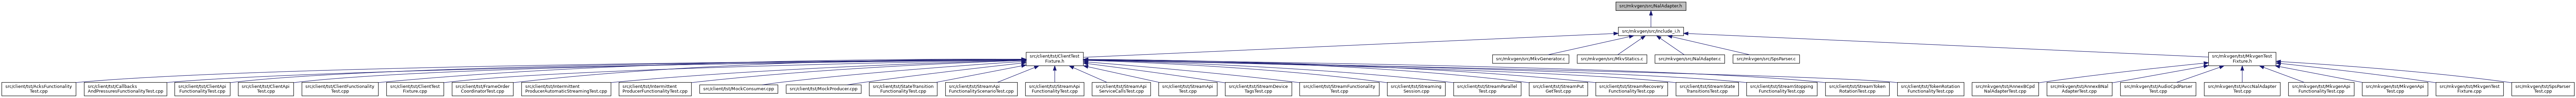 src/mkvgen/src/NalAdapter.h
src/mkvgen/src/Include_i.h
src/client/tst/ClientTest
Fixture.h
src/mkvgen/src/MkvGenerator.c
src/mkvgen/src/MkvStatics.c
src/mkvgen/src/NalAdapter.c
src/mkvgen/src/SpsParser.c
src/mkvgen/tst/MkvgenTest
Fixture.h
src/client/tst/AcksFunctionality
Test.cpp
src/client/tst/Callbacks
AndPressuresFunctionalityTest.cpp
src/client/tst/ClientApi
FunctionalityTest.cpp
src/client/tst/ClientApi
Test.cpp
src/client/tst/ClientFunctionality
Test.cpp
src/client/tst/ClientTest
Fixture.cpp
src/client/tst/FrameOrder
CoordinatorTest.cpp
src/client/tst/Intermittent
ProducerAutomaticStreamingTest.cpp
src/client/tst/Intermittent
ProducerFunctionalityTest.cpp
src/client/tst/MockConsumer.cpp
src/client/tst/MockProducer.cpp
src/client/tst/StateTransition
FunctionalityTest.cpp
src/client/tst/StreamApi
FunctionalityScenarioTest.cpp
src/client/tst/StreamApi
FunctionalityTest.cpp
src/client/tst/StreamApi
ServiceCallsTest.cpp
src/client/tst/StreamApi
Test.cpp
src/client/tst/StreamDevice
TagsTest.cpp
src/client/tst/StreamFunctionality
Test.cpp
src/client/tst/Streaming
Session.cpp
src/client/tst/StreamParallel
Test.cpp
src/client/tst/StreamPut
GetTest.cpp
src/client/tst/StreamRecovery
FunctionalityTest.cpp
src/client/tst/StreamState
TransitionTest.cpp
src/client/tst/StreamStopping
FunctionalityTest.cpp
src/client/tst/StreamToken
RotationTest.cpp
src/client/tst/TokenRotation
FunctionalityTest.cpp
src/mkvgen/tst/AnnexBCpd
NalAdapterTest.cpp
src/mkvgen/tst/AnnexBNal
AdapterTest.cpp
src/mkvgen/tst/AudioCpdParser
Test.cpp
src/mkvgen/tst/AvccNalAdapter
Test.cpp
src/mkvgen/tst/MkvgenApi
FunctionalityTest.cpp
src/mkvgen/tst/MkvgenApi
Test.cpp
src/mkvgen/tst/MkvgenTest
Fixture.cpp
src/mkvgen/tst/SpsParser
Test.cpp